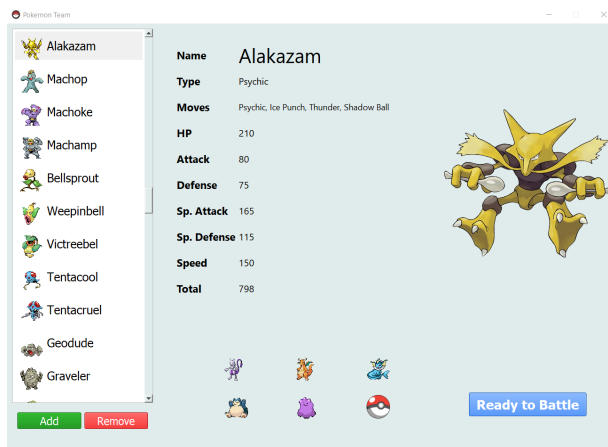 Pokemon Team
Alakazam
Machop
Machoke
Machamp
Bellsprout
Weepinbell
Victreebel
Tentacool
Tentacruel
Geodude
Graveler
Add Remove
Name Alakazam
Type Psychic
Moves Psychic, Ice Punch, Thunder, Shadow Ball
HP 210
Attack 80
Defense 75
Sp. Attack 165
Sp. Defense 115
Speed 150
Total 798
Ready to Battle